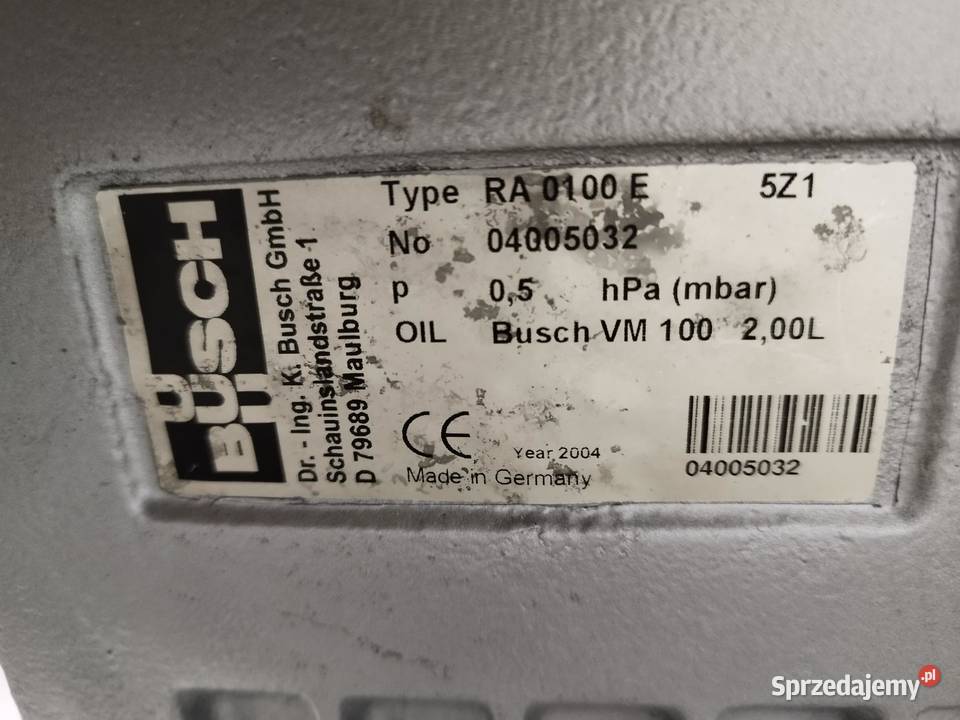 BUSCH
Dr. - Ing. K. Busch GmbH
Schauinslandstraße 1
D 79689 Maulburg
Type RA 0100 E 5Z1
No 04005032
p 0,5 hPa (mbar)
OIL Busch VM 100 2,00L
CE Year 2004
Made in Germany
04005032
Sprzedajemy.pl